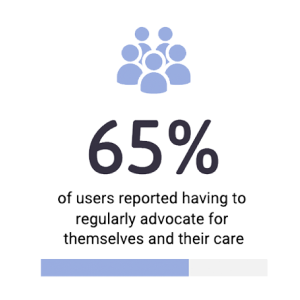 65%
of users reported having to
regularly advocate for
themselves and their care